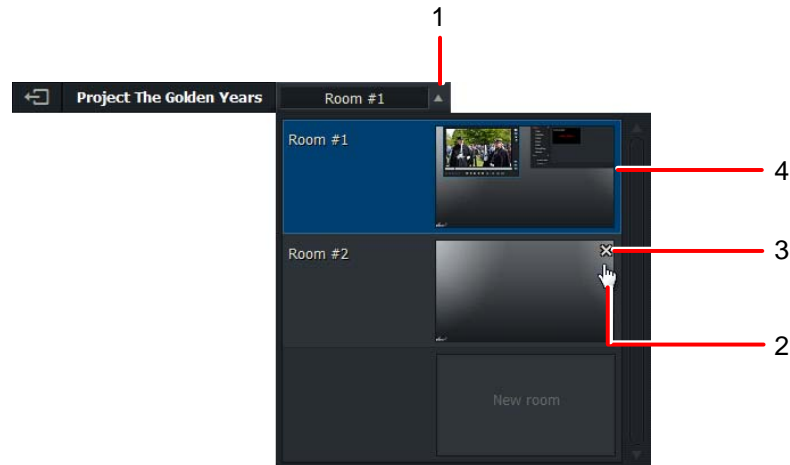 1
Project The Golden Years Room #1
Room #1
4
Room #2
3
2
New room